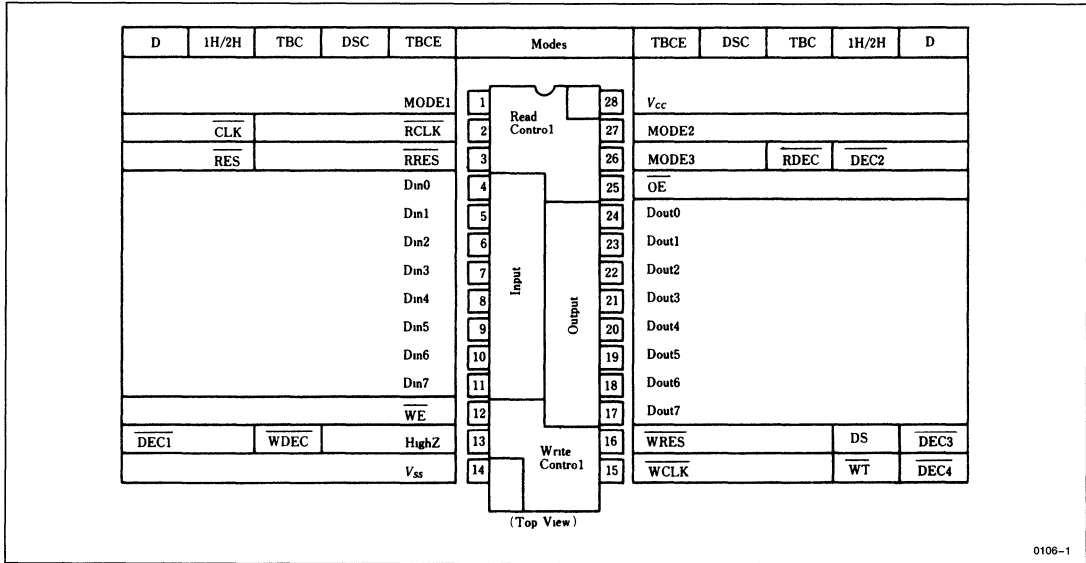 D 1H/2H TBC DSC TBCE Modes TBCE DSC TBC 1H/2H D
MODE1 1 28 Vcc
Read
Control
CLK RCLK 2 27 MODE2
RES RRES 3 26 MODE3 RDEC DEC2
Din0 4 25 OE
Din1 5 24 Dout0
Din2 6 23 Dout1
Din3 7 22 Dout2
Input
Din4 8 21 Dout3
Output
Din5 9 20 Dout4
Din6 10 19 Dout5
Din7 11 18 Dout6
WE 12 17 Dout7
DEC1 WDEC HighZ 13 16 WRES DS DEC3
Write
Control
Vss 14 15 WCLK WT DEC4
(Top View)
0106-1